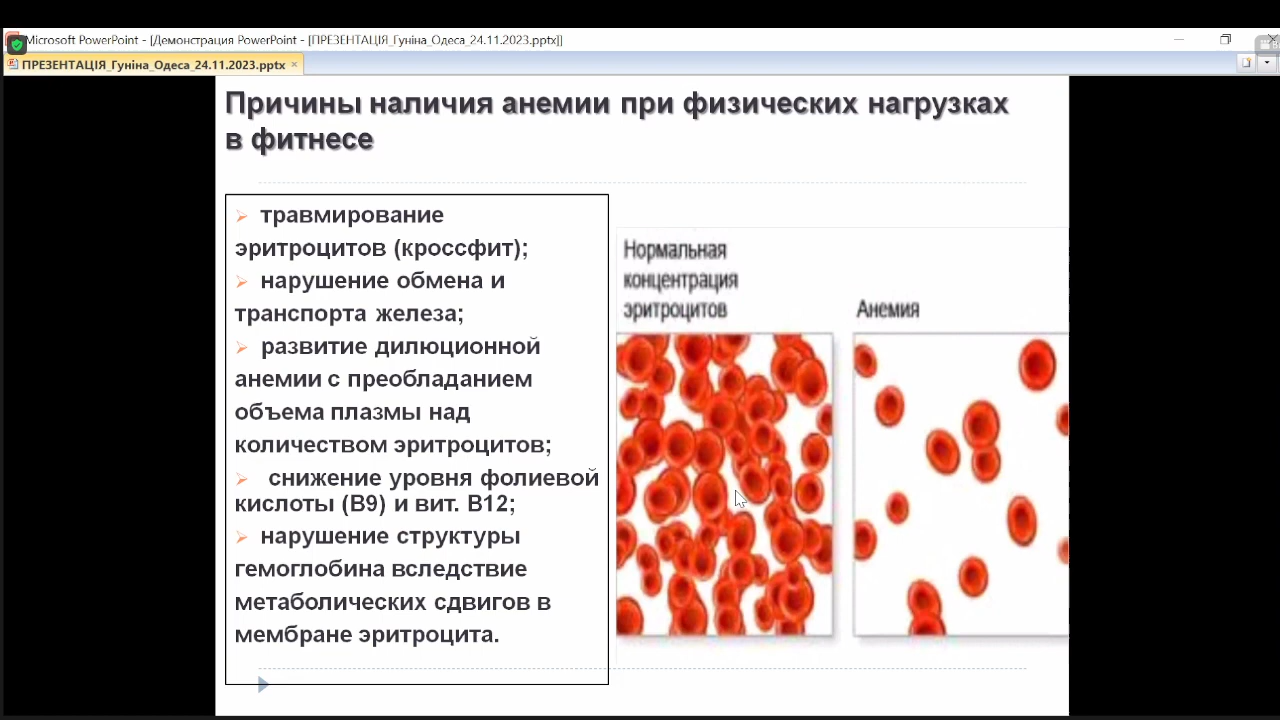 Microsoft PowerPoint - [Демонстрация PowerPoint - [ПРЕЗЕНТАЦІЯ_Гуніна_Одеса_24.11.2023.pptx]]
ПРЕЗЕНТАЦІЯ_Гуніна_Одеса_24.11.2023.pptx
Причины наличия анемии при физических нагрузках
в фитнесе
травмирование
эритроцитов (кроссфит);
нарушение обмена и
транспорта железа;
развитие дилюционной
анемии с преобладанием
объема плазмы над
количеством эритроцитов;
снижение уровня фолиевой
кислоты (В9) и вит. В12;
нарушение структуры
гемоглобина вследствие
метаболических сдвигов в
мембране эритроцита.
Нормальная
концентрация
эритроцитов
Анемия